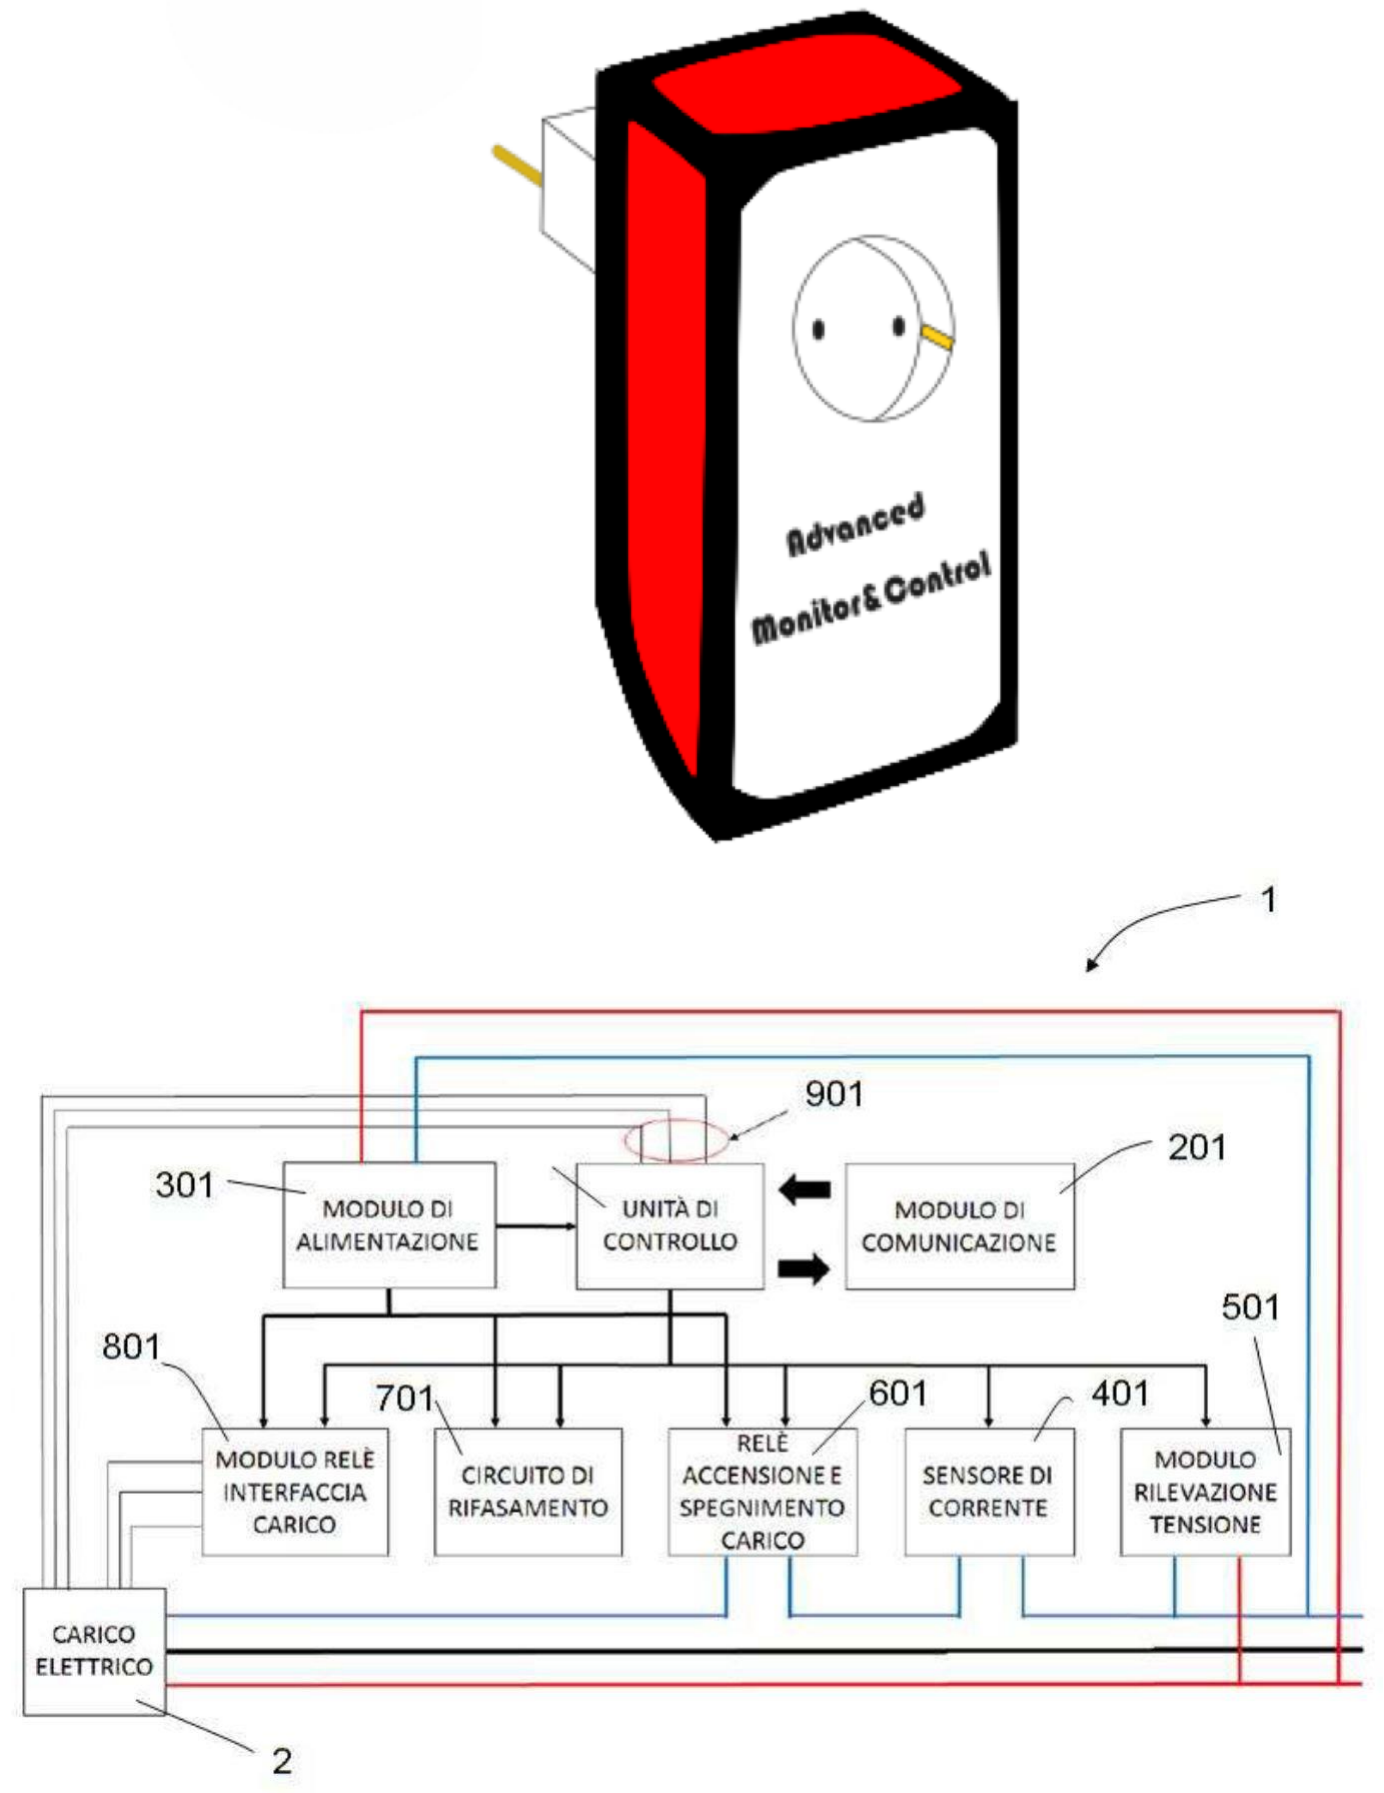 Advanced
Monitor&Control
1
901
201
301
MODULO DI
ALIMENTAZIONE
UNITÀ DI
CONTROLLO
MODULO DI
COMUNICAZIONE
501
801
701
601
401
MODULO RELÈ
INTERFACCIA
CARICO
CIRCUITO DI
RIFASAMENTO
RELÈ
ACCENSIONE E
SPEGNIMENTO
CARICO
SENSORE DI
CORRENTE
MODULO
RILEVAZIONE
TENSIONE
CARICO
ELETTRICO
2